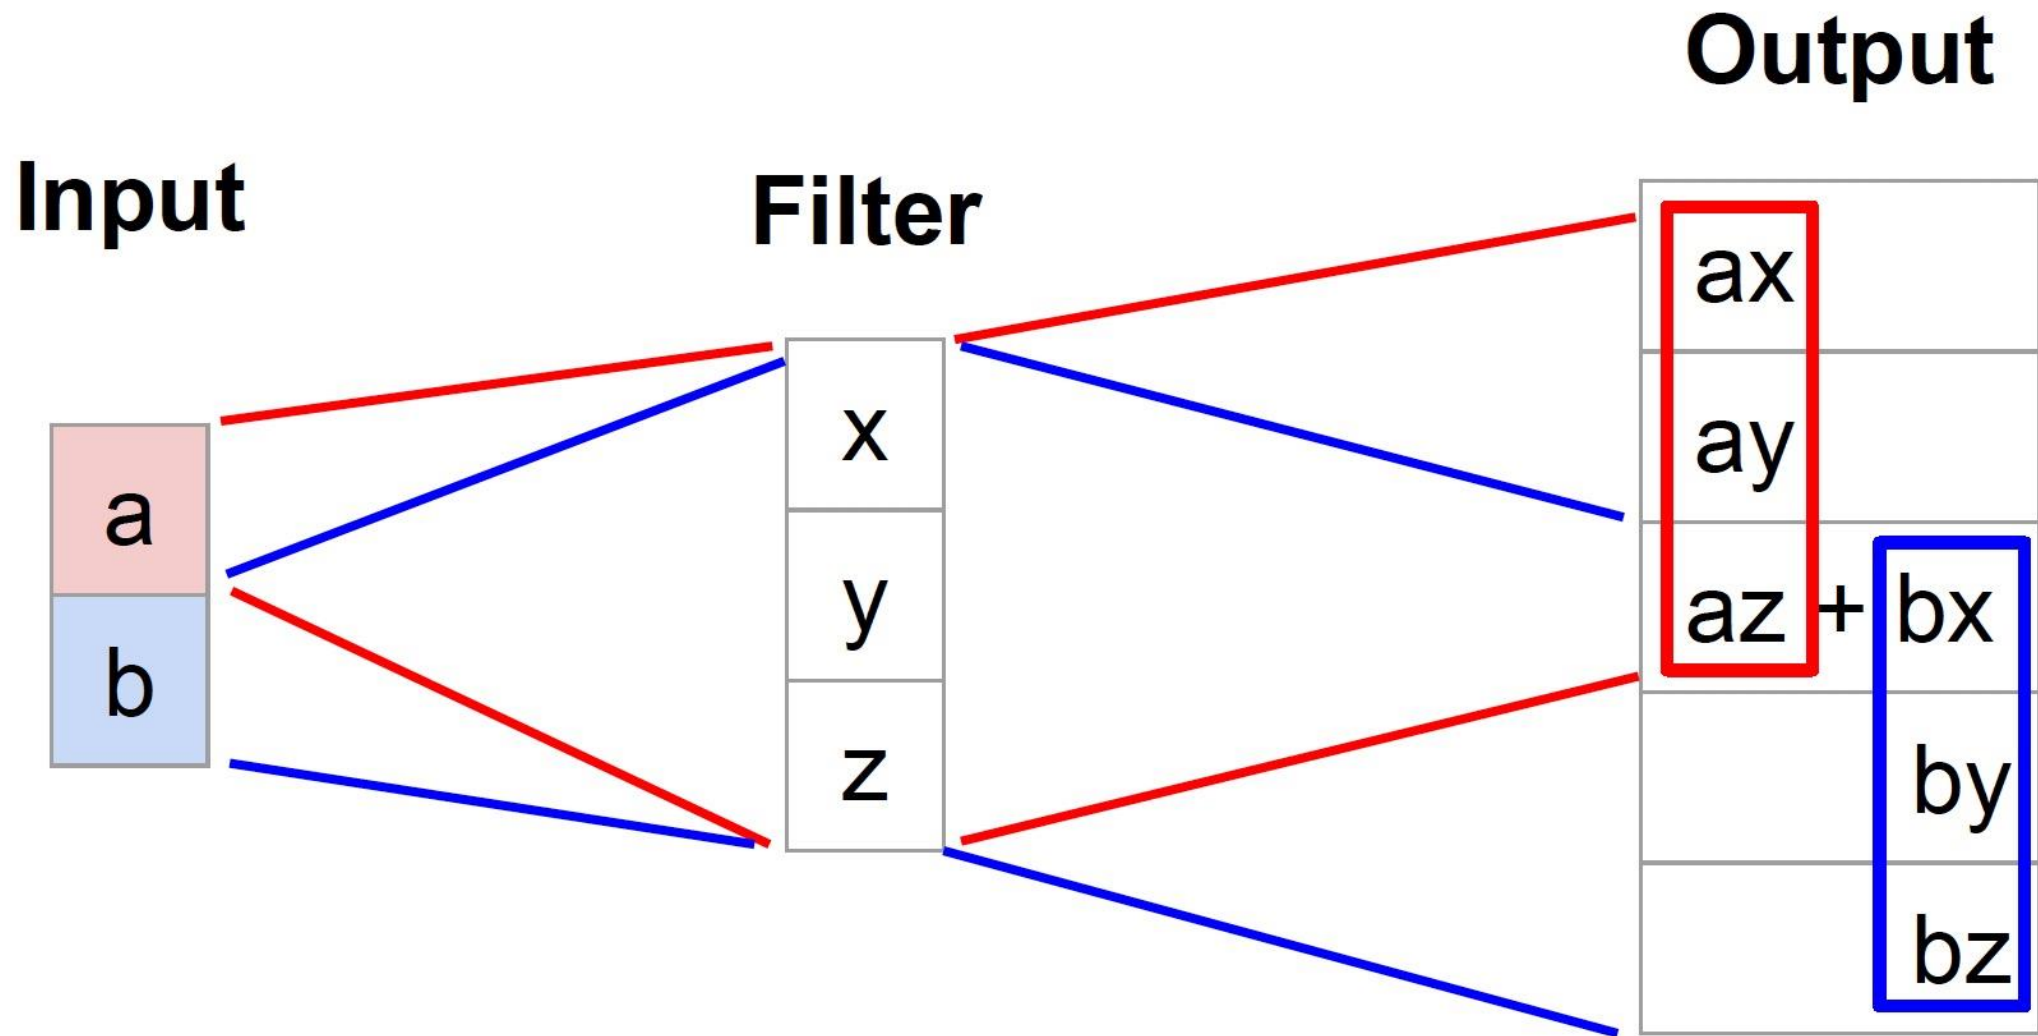 Input
a
b
Filter
x
y
z
Output
ax
ay
az + bx
by
bz